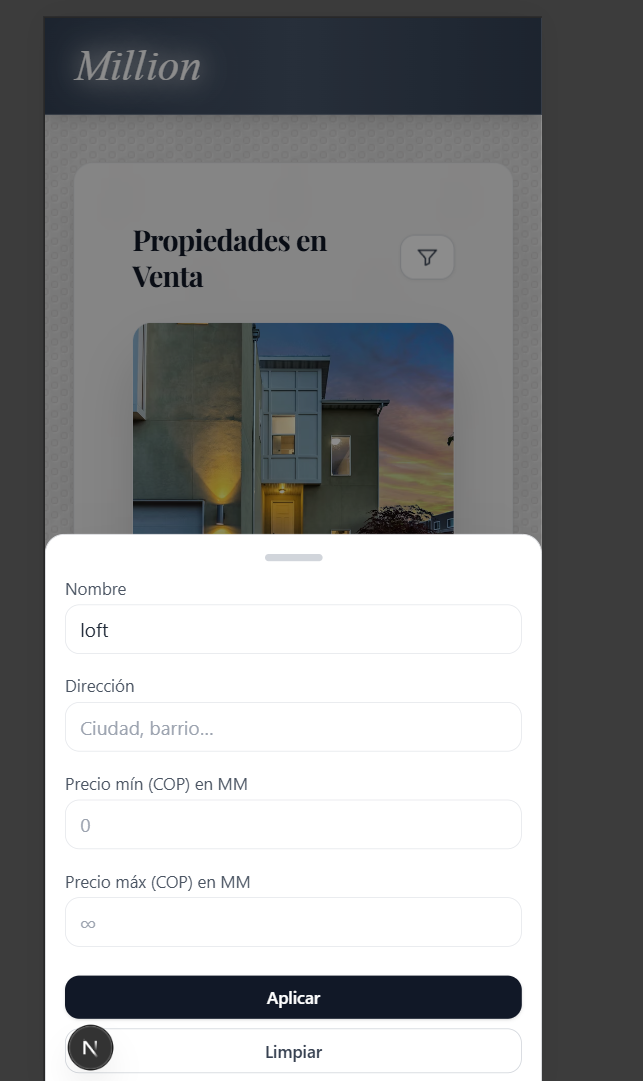 Million
Propiedades en
Venta
Nombre
loft
Dirección
Ciudad, barrio...
Precio mín (COP) en MM
0
Precio máx (COP) en MM
∞
Aplicar
N
Limpiar